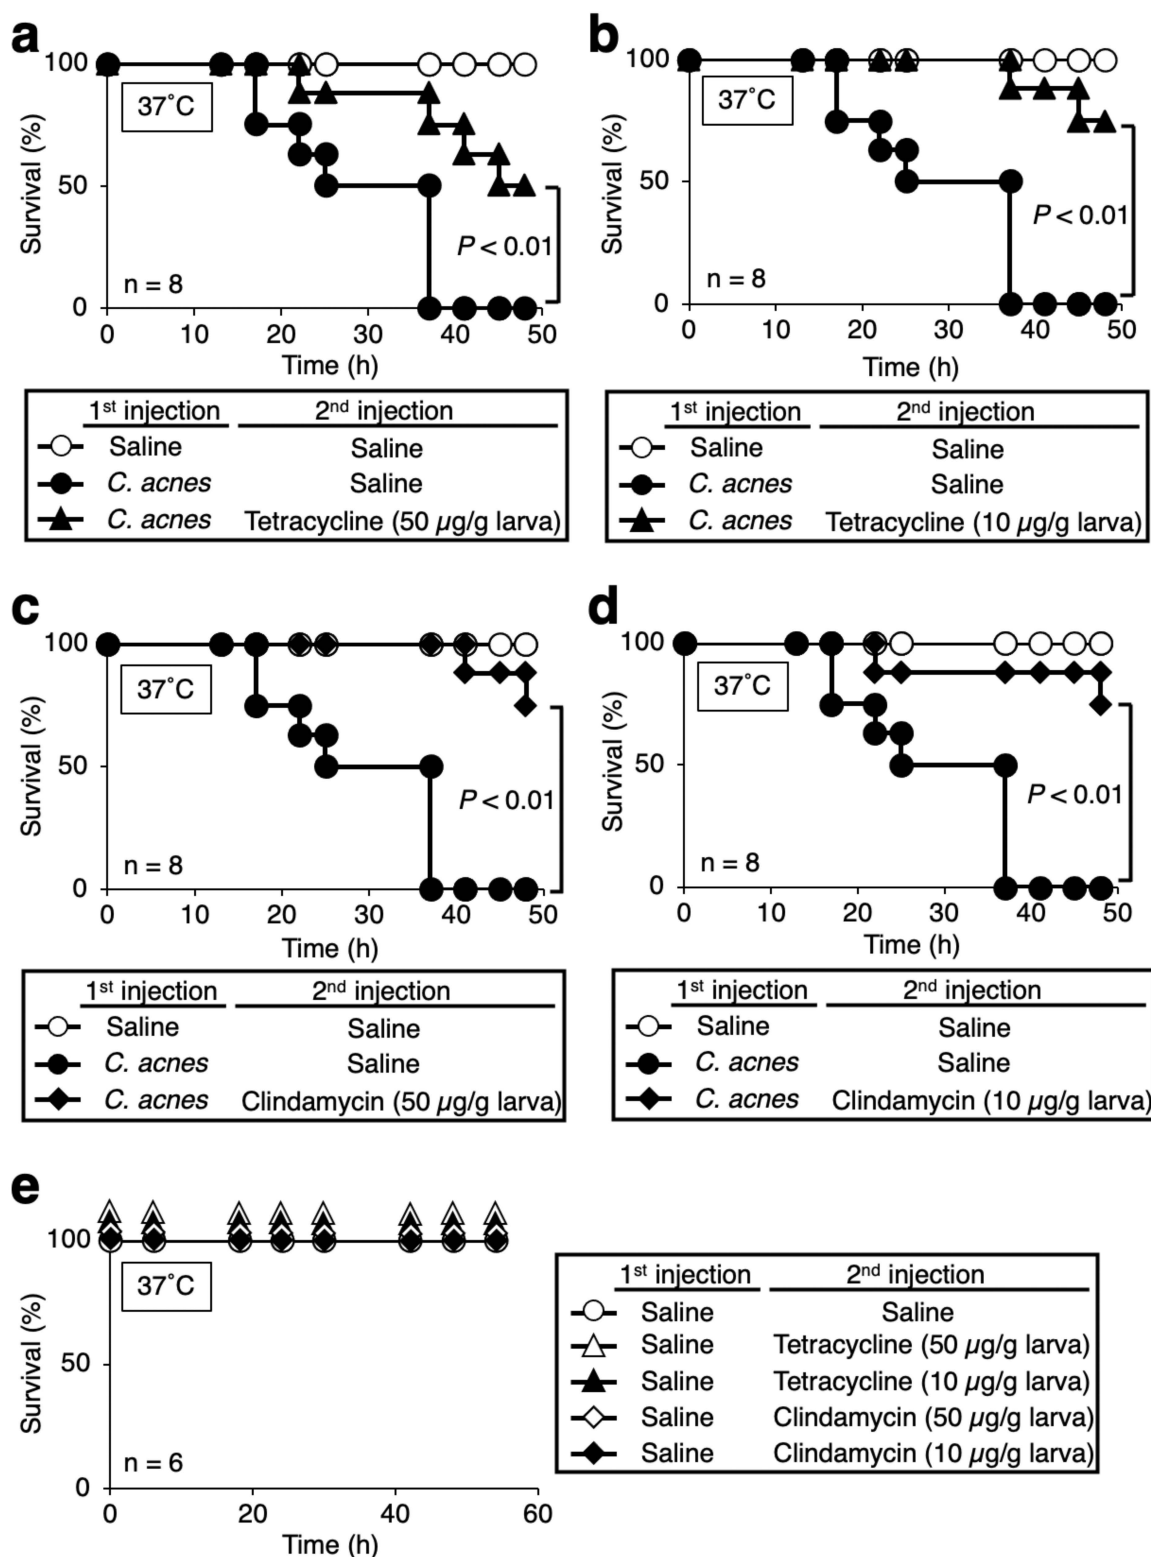 a
100
50
0
Survival (%)
37˚C
n = 8
P < 0.01
0 10 20 30 40 50
Time (h)
1st injection 2nd injection
Saline Saline
C. acnes Saline
C. acnes Tetracycline (50 µg/g larva)
b
100
50
0
Survival (%)
37˚C
n = 8
P < 0.01
0 10 20 30 40 50
Time (h)
1st injection 2nd injection
Saline Saline
C. acnes Saline
C. acnes Tetracycline (10 µg/g larva)
c
100
50
0
Survival (%)
37˚C
n = 8
P < 0.01
0 10 20 30 40 50
Time (h)
1st injection 2nd injection
Saline Saline
C. acnes Saline
C. acnes Clindamycin (50 µg/g larva)
d
100
50
0
Survival (%)
37˚C
n = 8
P < 0.01
0 10 20 30 40 50
Time (h)
1st injection 2nd injection
Saline Saline
C. acnes Saline
C. acnes Clindamycin (10 µg/g larva)
e
100
50
0
Survival (%)
37˚C
n = 6
0 20 40 60
Time (h)
1st injection 2nd injection
Saline Saline
Saline Tetracycline (50 µg/g larva)
Saline Tetracycline (10 µg/g larva)
Saline Clindamycin (50 µg/g larva)
Saline Clindamycin (10 µg/g larva)